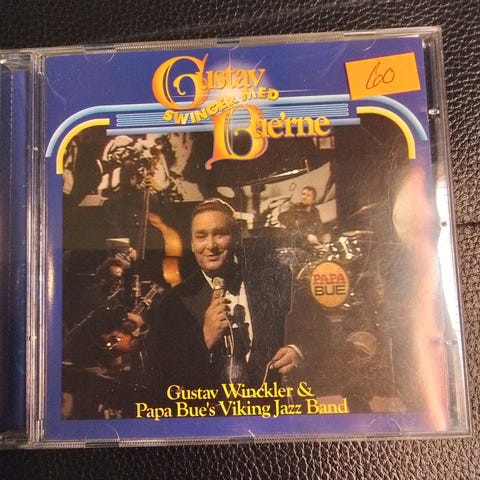 Gustav
SWINGER MED
Bue'rne
60
PAPA
BUE
Gustav Winckler &
Papa Bue's Viking Jazz Band